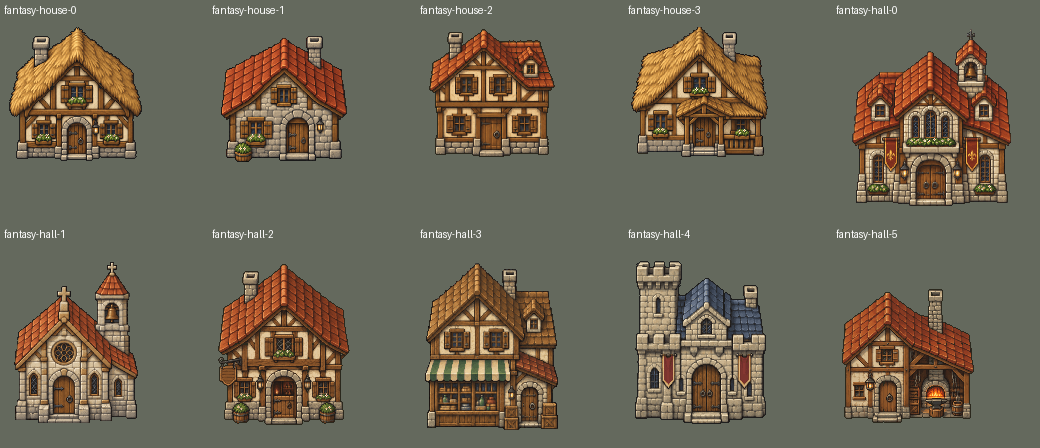 fantasy-house-0
fantasy-house-1
fantasy-house-2
fantasy-house-3
fantasy-hall-0
fantasy-hall-1
fantasy-hall-2
fantasy-hall-3
fantasy-hall-4
fantasy-hall-5